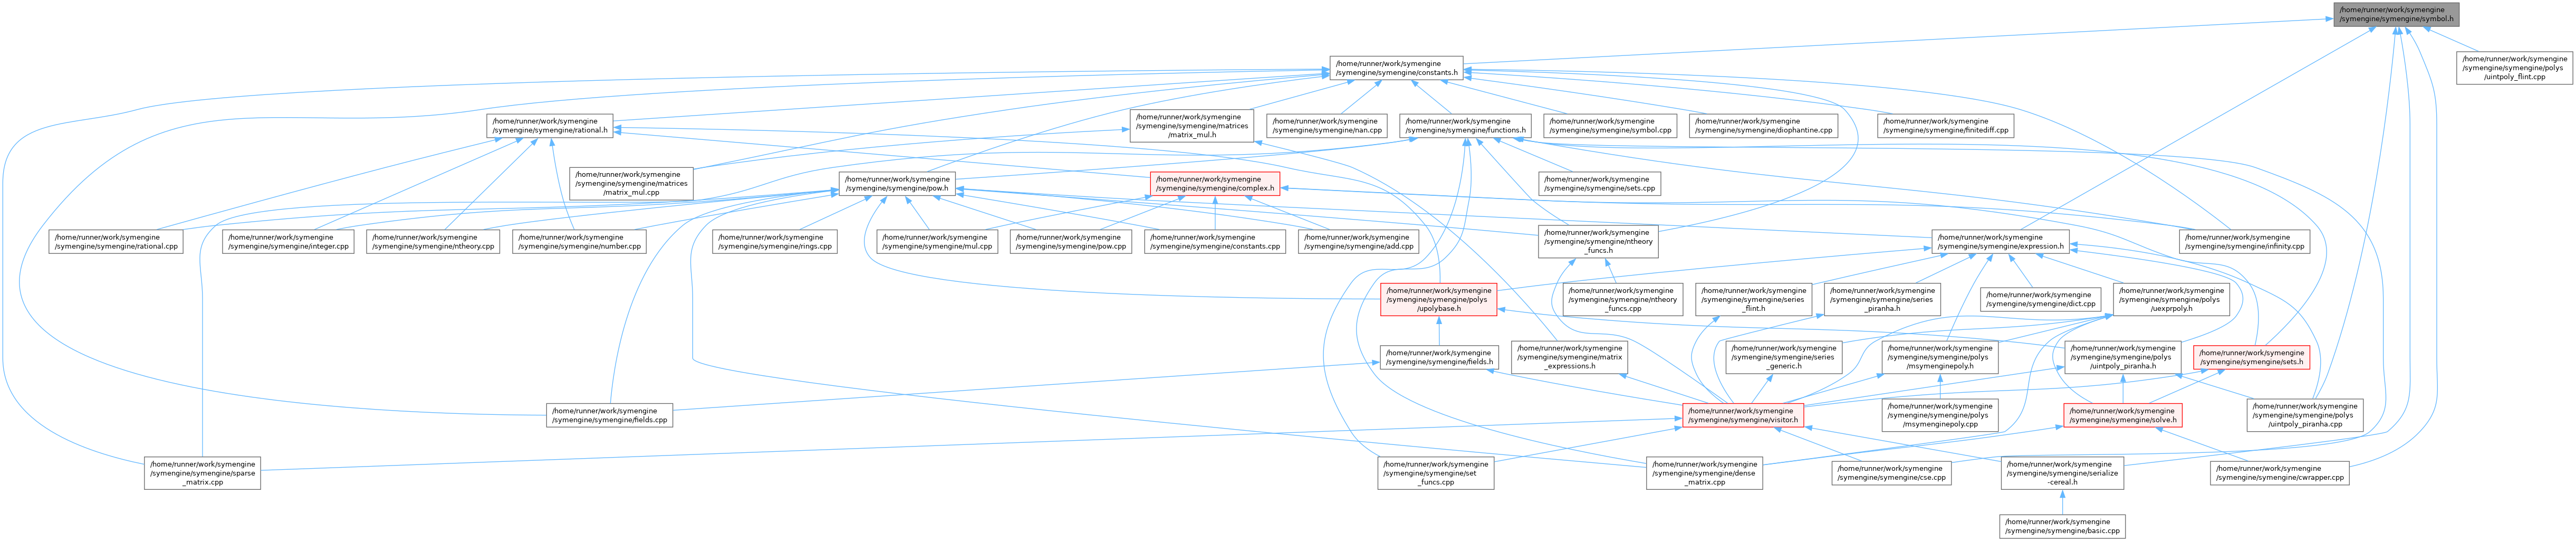 /home/runner/work/symengine
/symengine/symengine/symbol.h
/home/runner/work/symengine
/symengine/symengine/constants.h
/home/runner/work/symengine
/symengine/symengine/polys
/uintpoly_flint.cpp
/home/runner/work/symengine
/symengine/symengine/rational.h
/home/runner/work/symengine
/symengine/symengine/matrices
/matrix_mul.h
/home/runner/work/symengine
/symengine/symengine/nan.cpp
/home/runner/work/symengine
/symengine/symengine/functions.h
/home/runner/work/symengine
/symengine/symengine/symbol.cpp
/home/runner/work/symengine
/symengine/symengine/diophantine.cpp
/home/runner/work/symengine
/symengine/symengine/finitediff.cpp
/home/runner/work/symengine
/symengine/symengine/matrices
/matrix_mul.cpp
/home/runner/work/symengine
/symengine/symengine/pow.h
/home/runner/work/symengine
/symengine/symengine/complex.h
/home/runner/work/symengine
/symengine/symengine/sets.cpp
/home/runner/work/symengine
/symengine/symengine/rational.cpp
/home/runner/work/symengine
/symengine/symengine/integer.cpp
/home/runner/work/symengine
/symengine/symengine/ntheory.cpp
/home/runner/work/symengine
/symengine/symengine/number.cpp
/home/runner/work/symengine
/symengine/symengine/rings.cpp
/home/runner/work/symengine
/symengine/symengine/mul.cpp
/home/runner/work/symengine
/symengine/symengine/pow.cpp
/home/runner/work/symengine
/symengine/symengine/constants.cpp
/home/runner/work/symengine
/symengine/symengine/add.cpp
/home/runner/work/symengine
/symengine/symengine/ntheory
_funcs.h
/home/runner/work/symengine
/symengine/symengine/expression.h
/home/runner/work/symengine
/symengine/symengine/infinity.cpp
/home/runner/work/symengine
/symengine/symengine/polys
/upolybase.h
/home/runner/work/symengine
/symengine/symengine/ntheory
_funcs.cpp
/home/runner/work/symengine
/symengine/symengine/series
_flint.h
/home/runner/work/symengine
/symengine/symengine/series
_piranha.h
/home/runner/work/symengine
/symengine/symengine/dict.cpp
/home/runner/work/symengine
/symengine/symengine/polys
/uexprpoly.h
/home/runner/work/symengine
/symengine/symengine/fields.h
/home/runner/work/symengine
/symengine/symengine/matrix
_expressions.h
/home/runner/work/symengine
/symengine/symengine/series
_generic.h
/home/runner/work/symengine
/symengine/symengine/polys
/msymenginepoly.h
/home/runner/work/symengine
/symengine/symengine/polys
/uintpoly_piranha.h
/home/runner/work/symengine
/symengine/symengine/sets.h
/home/runner/work/symengine
/symengine/symengine/fields.cpp
/home/runner/work/symengine
/symengine/symengine/visitor.h
/home/runner/work/symengine
/symengine/symengine/polys
/msymenginepoly.cpp
/home/runner/work/symengine
/symengine/symengine/solve.h
/home/runner/work/symengine
/symengine/symengine/polys
/uintpoly_piranha.cpp
/home/runner/work/symengine
/symengine/symengine/sparse
_matrix.cpp
/home/runner/work/symengine
/symengine/symengine/set
_funcs.cpp
/home/runner/work/symengine
/symengine/symengine/dense
_matrix.cpp
/home/runner/work/symengine
/symengine/symengine/cse.cpp
/home/runner/work/symengine
/symengine/symengine/serialize
-cereal.h
/home/runner/work/symengine
/symengine/symengine/cwrapper.cpp
/home/runner/work/symengine
/symengine/symengine/basic.cpp